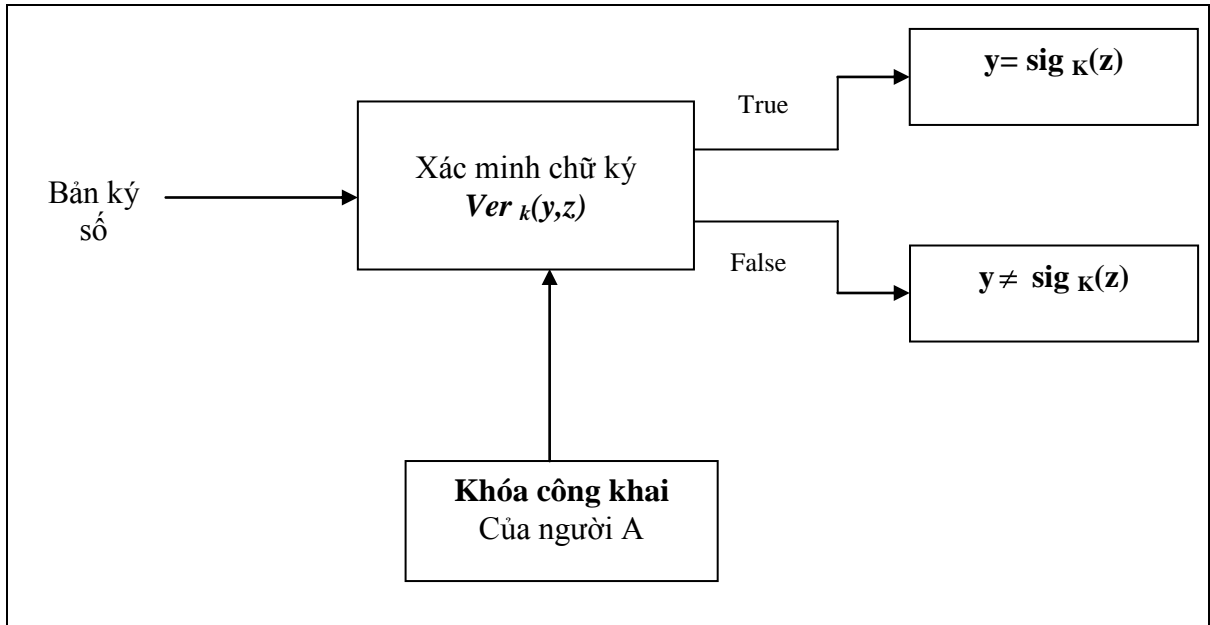 y= sig K(z)
True
Xác minh chữ ký
Ver k(y,z)
Bản ký
số
False
y ≠ sig K(z)
Khóa công khai
Của người A